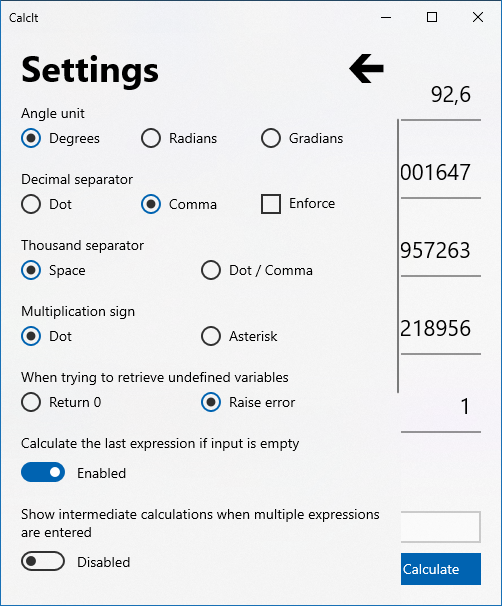 CalcIt
Settings
92,6
Angle unit
Degrees Radians Gradians
001647
Decimal separator
Dot Comma Enforce
Thousand separator
957263
Space Dot / Comma
Multiplication sign
218956
Dot Asterisk
When trying to retrieve undefined variables
Return 0 Raise error
1
Calculate the last expression if input is empty
Enabled
Show intermediate calculations when multiple expressions
are entered
Disabled
Calculate